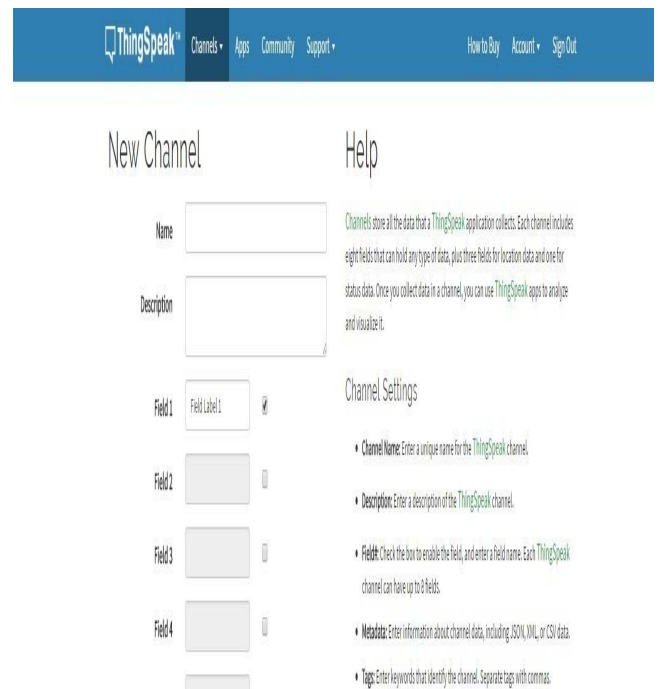 ThingSpeak™ Channels Apps Community Support How to Buy Account Sign Out
New Channel
Name
Description
Field 1 Field Label 1
Field 2
Field 3
Field 4
Help
Channels store all the data that a ThingSpeak application collects. Each channel includes
eight fields that can hold any type of data, plus three fields for location data and one for
status data. Once you collect data in a channel, you can use ThingSpeak apps to analyze
and visualize it.
Channel Settings
• Channel Name: Enter a unique name for the ThingSpeak channel.
• Description: Enter a description of the ThingSpeak channel.
• Field#: Check the box to enable the field, and enter a field name. Each ThingSpeak
channel can have up to 8 fields.
• Metadata: Enter information about channel data, including JSON, XML, or CSV data.
• Tags: Enter keywords that identify the channel. Separate tags with commas.